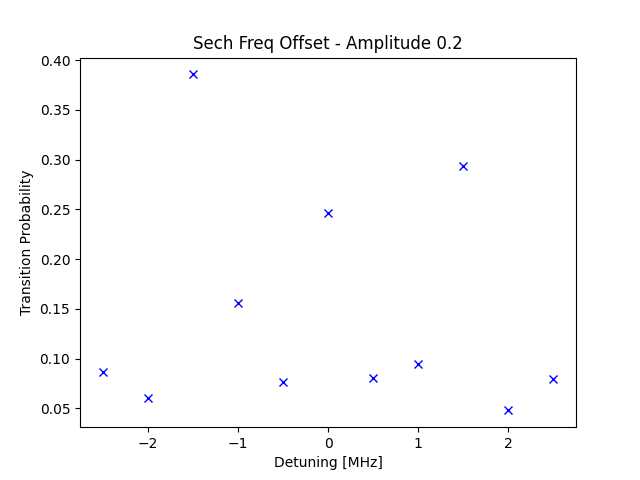 Sech Freq Offset - Amplitude 0.2
Transition Probability
0.40
0.35
0.30
0.25
0.20
0.15
0.10
0.05
−2 −1 0 1 2
Detuning [MHz]